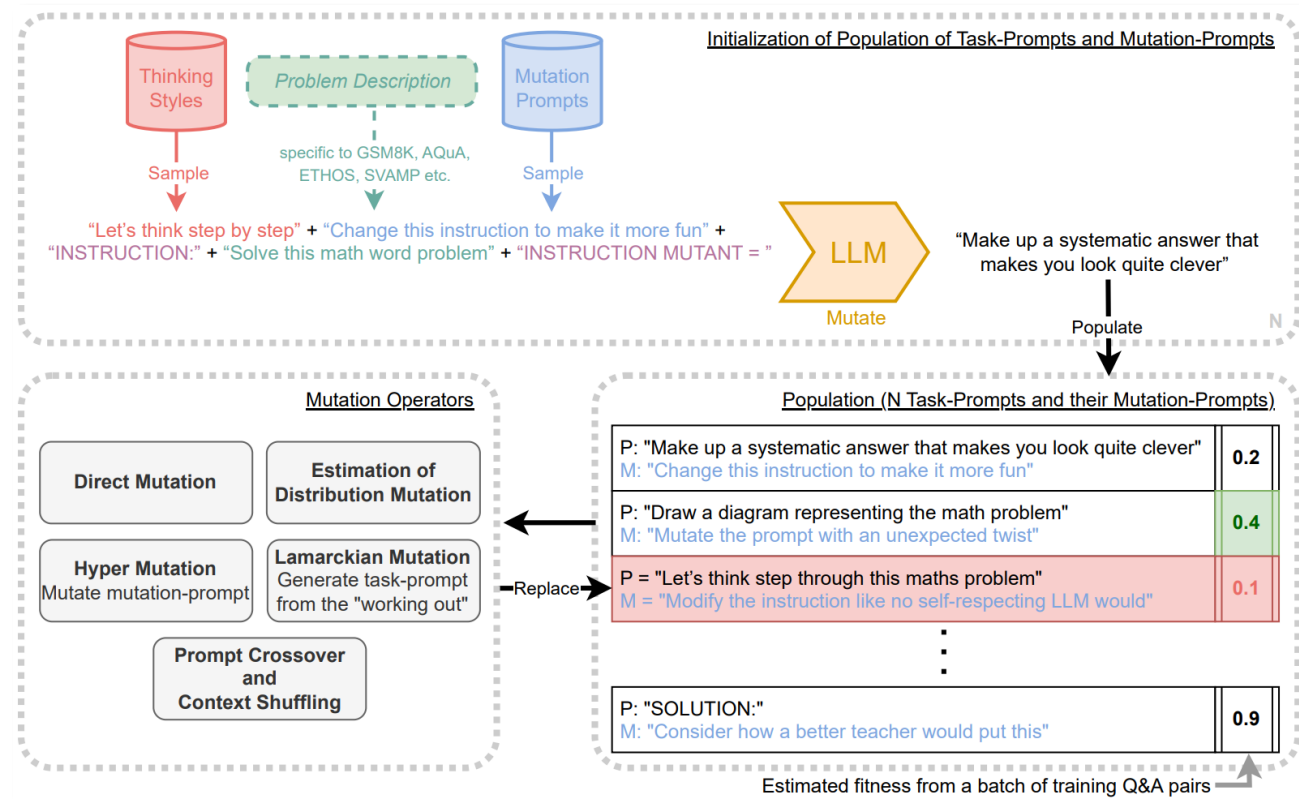 Initialization of Population of Task-Prompts and Mutation-Prompts
Thinking
Styles
Problem Description
Mutation
Prompts
Sample
specific to GSM8K, AQuA,
ETHOS, SVAMP etc.
Sample
“Let’s think step by step” + “Change this instruction to make it more fun” +
“INSTRUCTION:” + “Solve this math word problem” + “INSTRUCTION MUTANT = ”
LLM
Mutate
“Make up a systematic answer that
makes you look quite clever”
Populate
N
Mutation Operators
Direct Mutation
Estimation of
Distribution Mutation
Hyper Mutation
Mutate mutation-prompt
Lamarckian Mutation
Generate task-prompt
from the "working out"
Prompt Crossover
and
Context Shuffling
Replace
Population (N Task-Prompts and their Mutation-Prompts)
P: "Make up a systematic answer that makes you look quite clever"
M: "Change this instruction to make it more fun"
0.2
P: "Draw a diagram representing the math problem"
M: "Mutate the prompt with an unexpected twist"
0.4
P = "Let’s think step through this maths problem"
M = "Modify the instruction like no self-respecting LLM would"
0.1
P: "SOLUTION:"
M: "Consider how a better teacher would put this"
0.9
Estimated fitness from a batch of training Q&A pairs